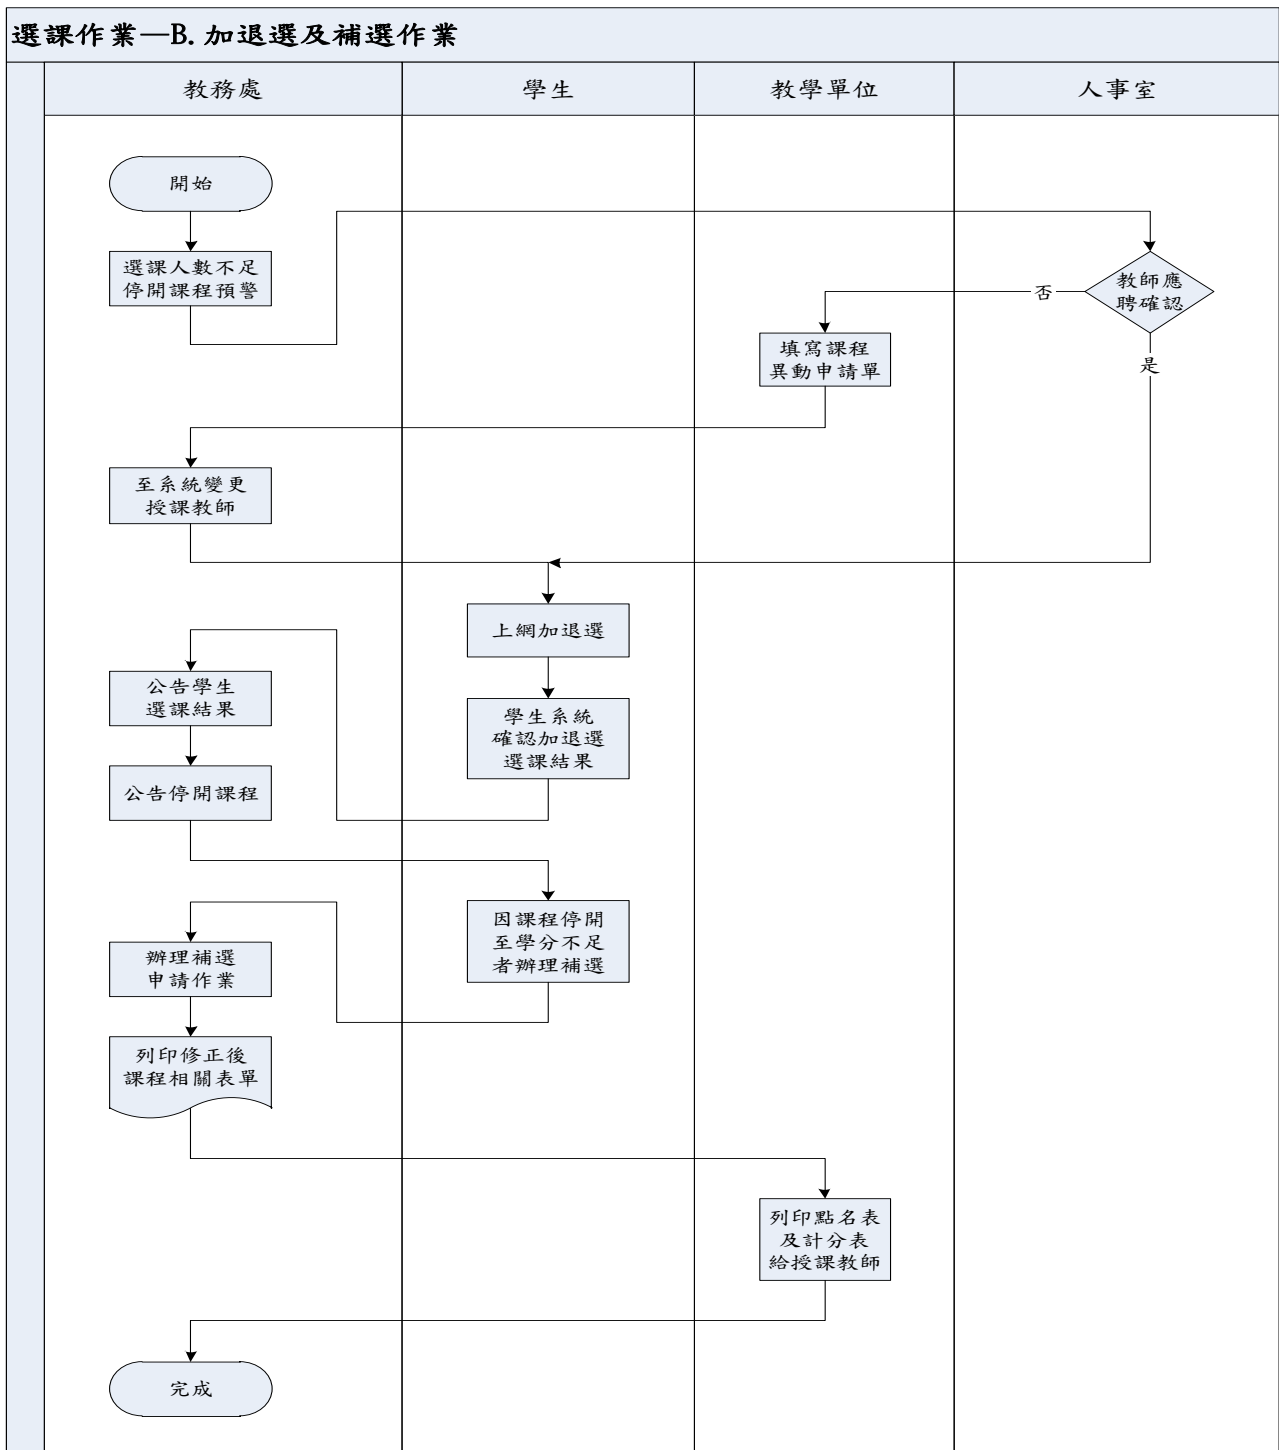 選課作業—B.加退選及補選作業
教務處
學生
教學單位
人事室
開始
選課人數不足
停開課程預警
教師應
聘確認
否
是
填寫課程
異動申請單
至系統變更
授課教師
上網加退選
學生系統
確認加退選
選課結果
公告學生
選課結果
公告停開課程
因課程停開
至學分不足
者辦理補選
辦理補選
申請作業
列印修正後
課程相關表單
列印點名表
及計分表
給授課教師
完成